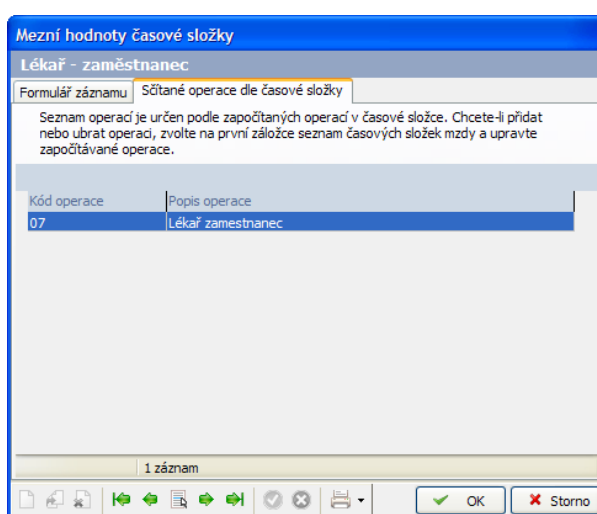 Mezní hodnoty časové složky
Lékař - zaměstnanec
Formulář záznamu Sčítané operace dle časové složky
Seznam operací je určen podle započítaných operací v časové složce. Chcete-li přidat
nebo ubrat operaci, zvolte na první záložce seznam časových složek mzdy a upravte
započítávané operace.
Kód operace Popis operace
07 Lékař zamestnanec
1 záznam
OK Storno